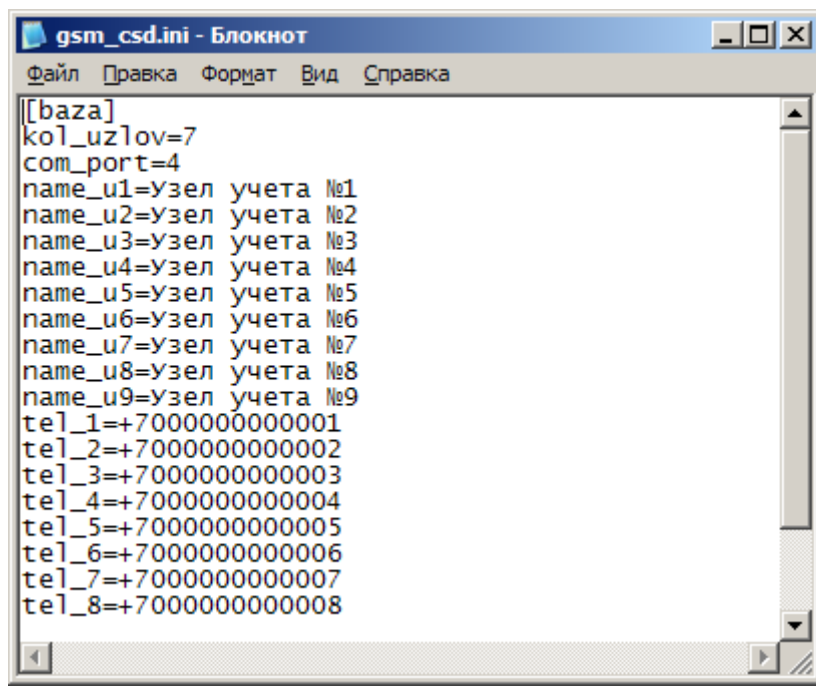 gsm_csd.ini - Блокнот
Файл Правка Формат Вид Справка
[baza]
kol_uzlov=7
com_port=4
name_u1=Узел учета №1
name_u2=Узел учета №2
name_u3=Узел учета №3
name_u4=Узел учета №4
name_u5=Узел учета №5
name_u6=Узел учета №6
name_u7=Узел учета №7
name_u8=Узел учета №8
name_u9=Узел учета №9
tel_1=+7000000000001
tel_2=+7000000000002
tel_3=+7000000000003
tel_4=+7000000000004
tel_5=+7000000000005
tel_6=+7000000000006
tel_7=+7000000000007
tel_8=+7000000000008